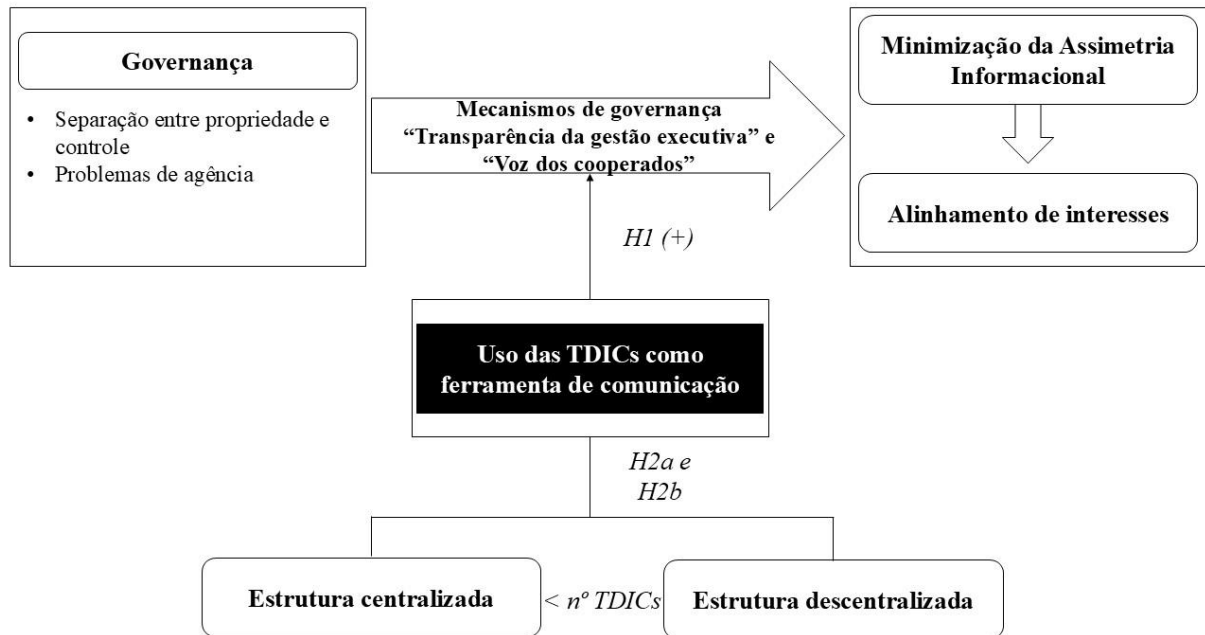 Governança
• Separação entre propriedade e
controle
• Problemas de agência
Mecanismos de governança
“Transparência da gestão executiva” e
“Voz dos cooperados”
Minimização da Assimetria
Informacional
Alinhamento de interesses
H1 (+)
Uso das TDICs como
ferramenta de comunicação
H2a e
H2b
Estrutura centralizada
< nº TDICs
Estrutura descentralizada